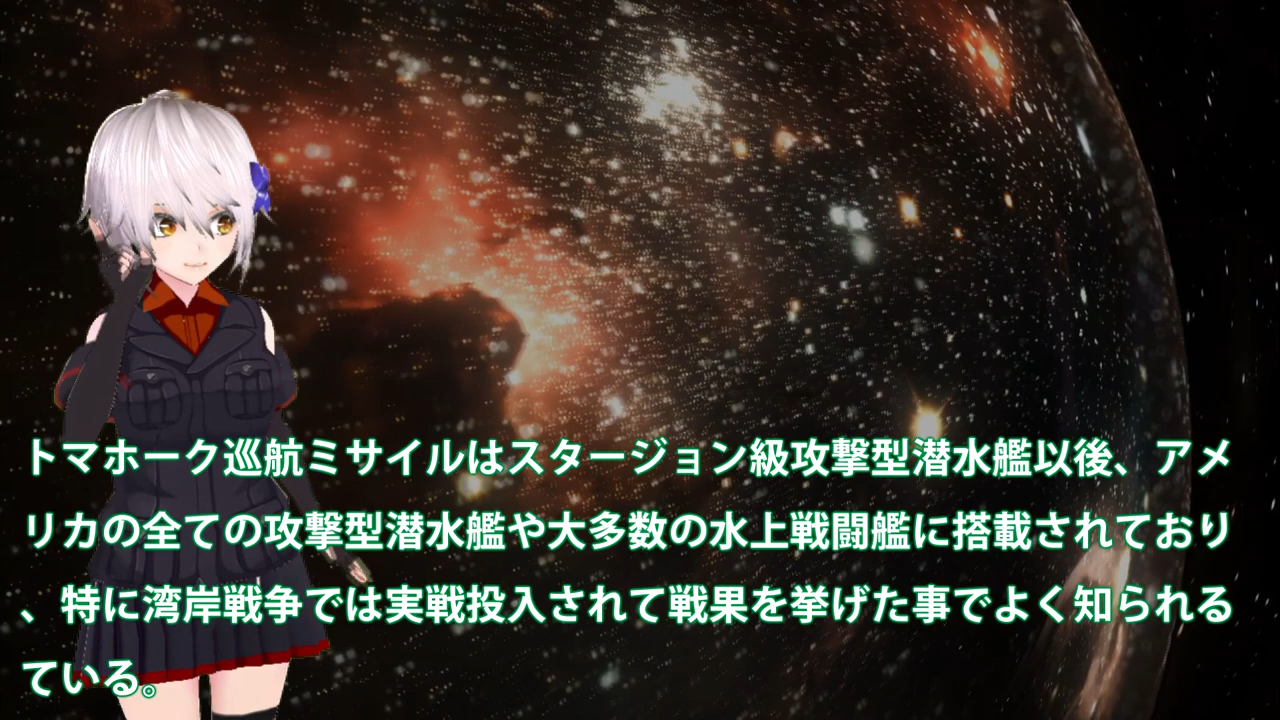 トマホーク巡航ミサイルはスタージョン級攻撃型潜水艦以後、アメ
リカの全ての攻撃型潜水艦や大多数の水上戦闘艦に搭載されており
、特に湾岸戦争では実戦投入されて戦果を挙げた事でよく知られる
ている。